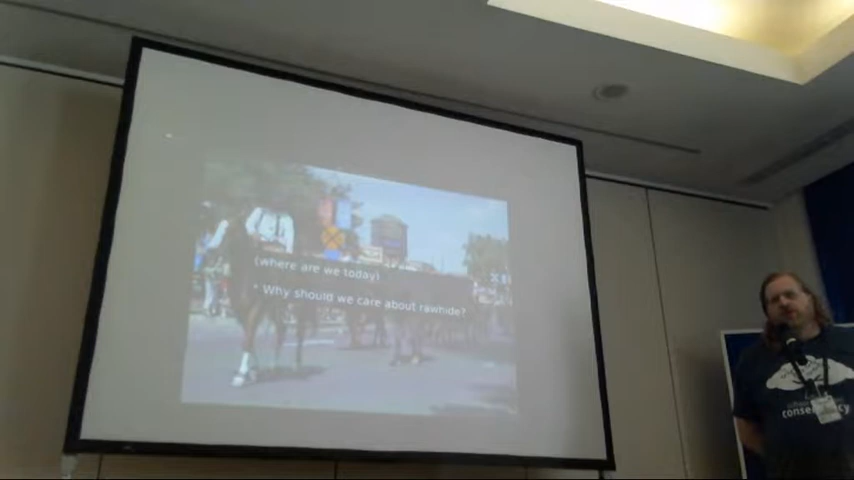 (where are we today)
• Why should we care about rawhide?
conservancy